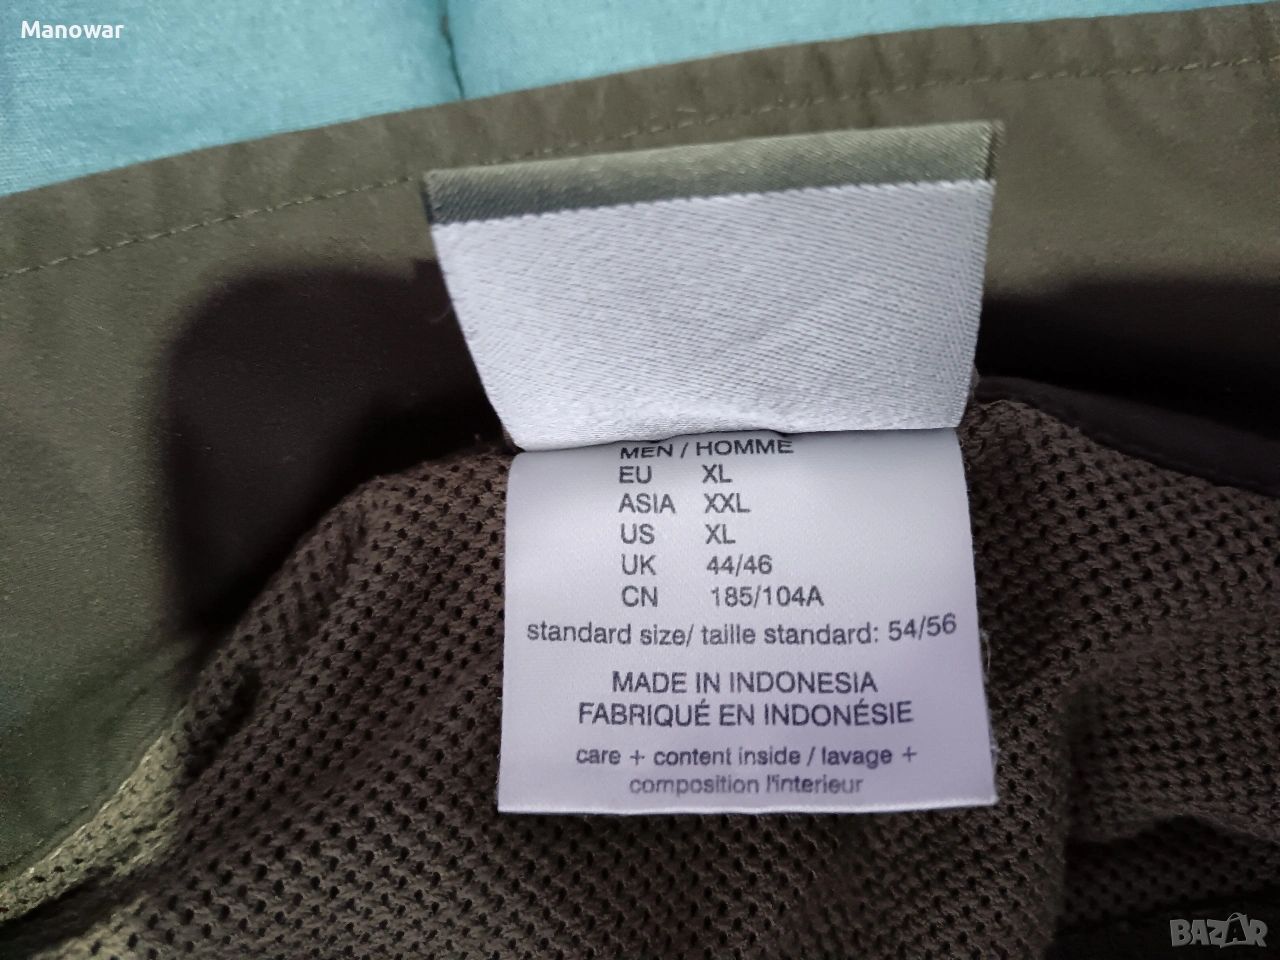 Manowar
MEN / HOMME
EU XL
ASIA XXL
US XL
UK 44/46
CN 185/104A
standard size/ taille standard: 54/56
MADE IN INDONESIA
FABRIQUÉ EN INDONÉSIE
care + content inside / lavage +
composition l'interieur
BAZAR